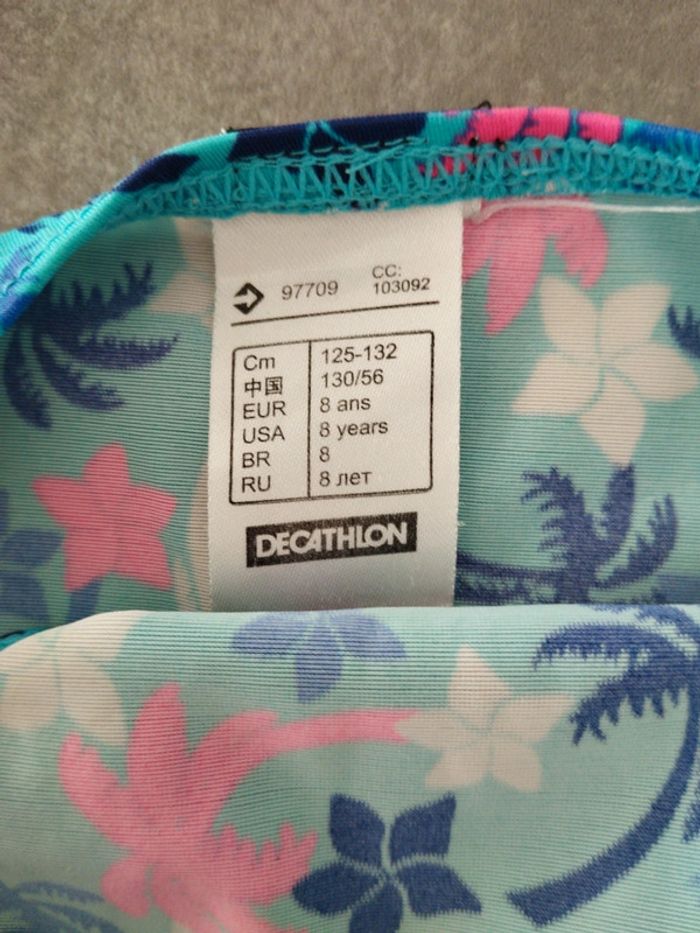 97709 CC: 103092
Cm 125-132
中国 130/56
EUR 8 ans
USA 8 years
BR 8
RU 8 лет
DECATHLON